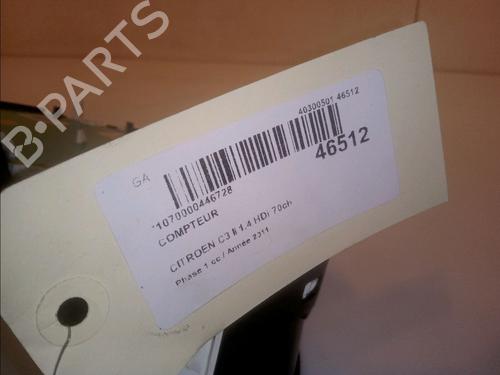 B-PARTS
GA
40300501 46512
46512
*1070000446728
COMPTEUR
CITROEN C3 II 1.4 HDi 70ch
Phase 1 cc / Année 2011